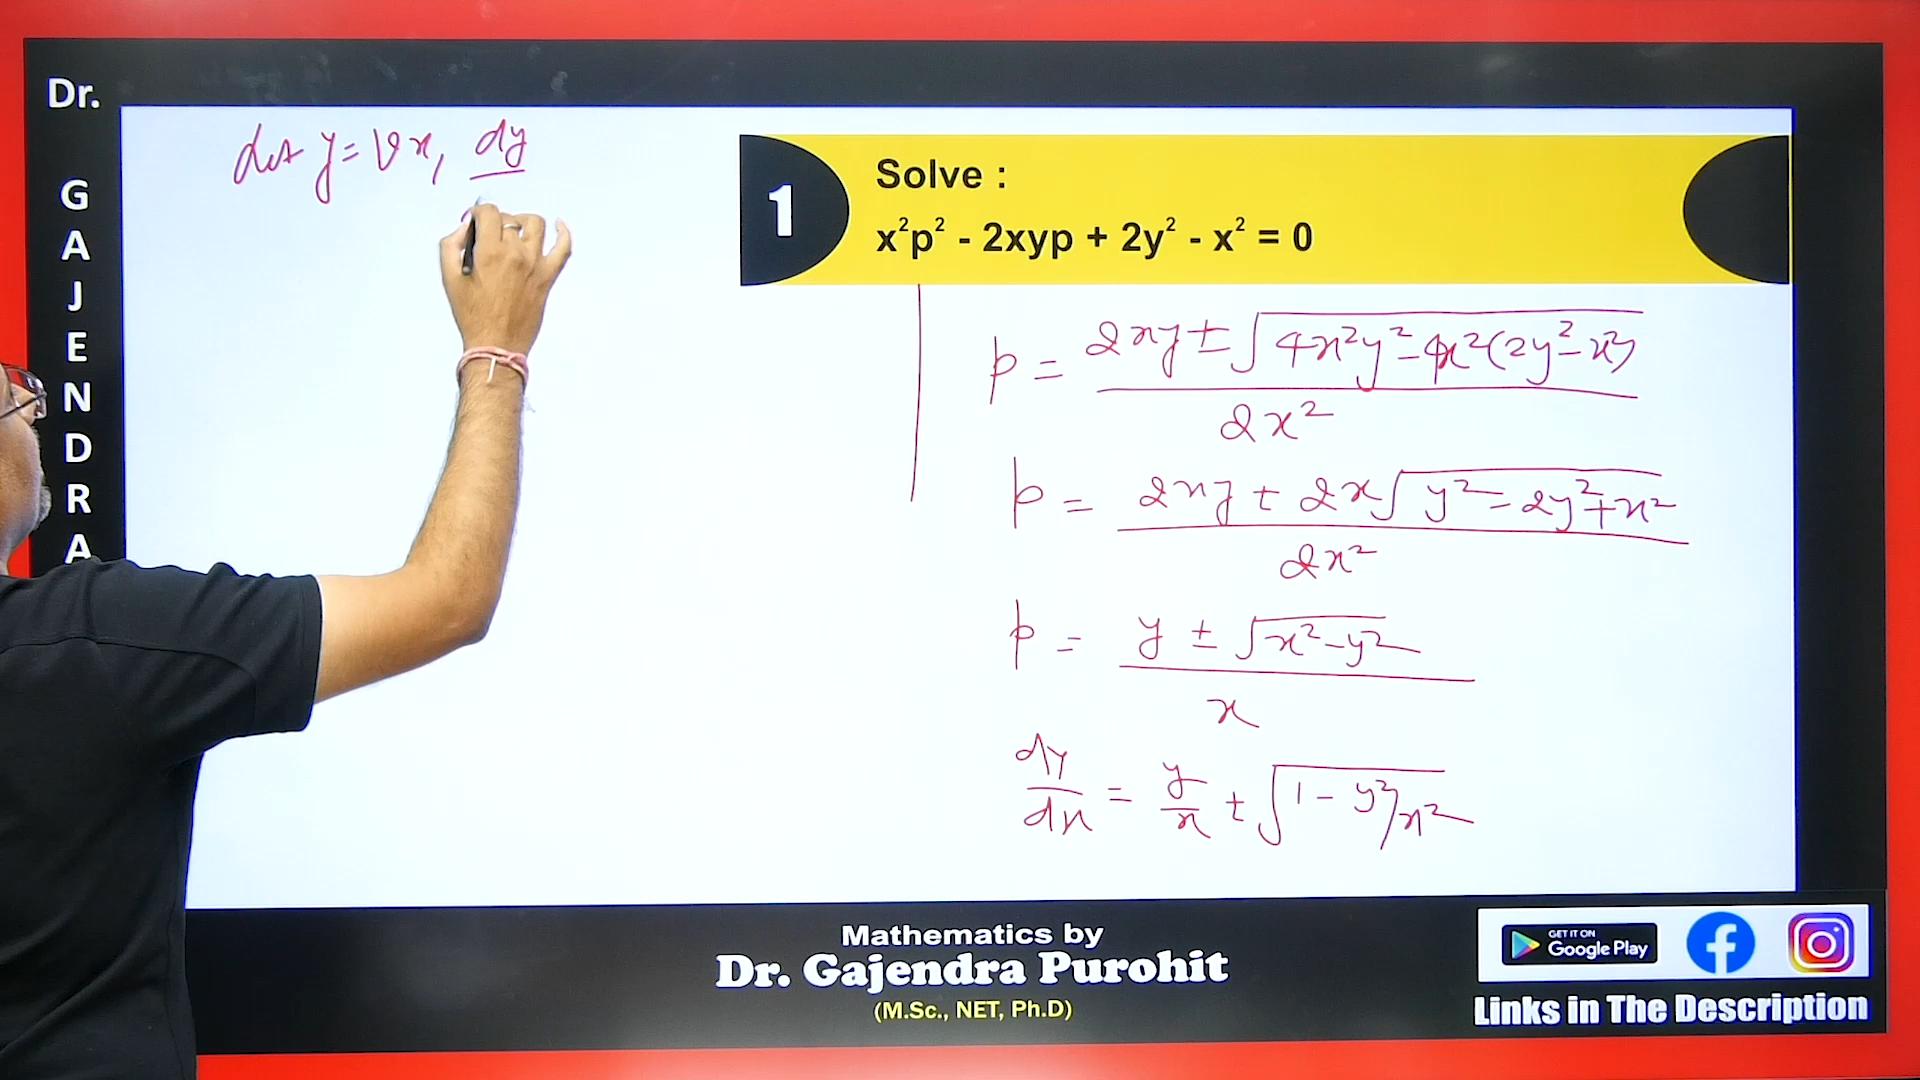 Dr.
G
A
J
E
N
D
R
A
Let y = vx, dy
1
Solve :
x²p² - 2xyp + 2y² - x² = 0
p = 2xy ± √4x²y² - 4x²(2y² - x²)
2x²
p = 2xy ± 2x√y² - 2y² + x²
2x²
p = y ± √x² - y²
x
dy/dx = y/x ± √1 - y²/x²
Mathematics by
Dr. Gajendra Purohit
(M.Sc., NET, Ph.D)
GET IT ON
Google Play
Links in The Description